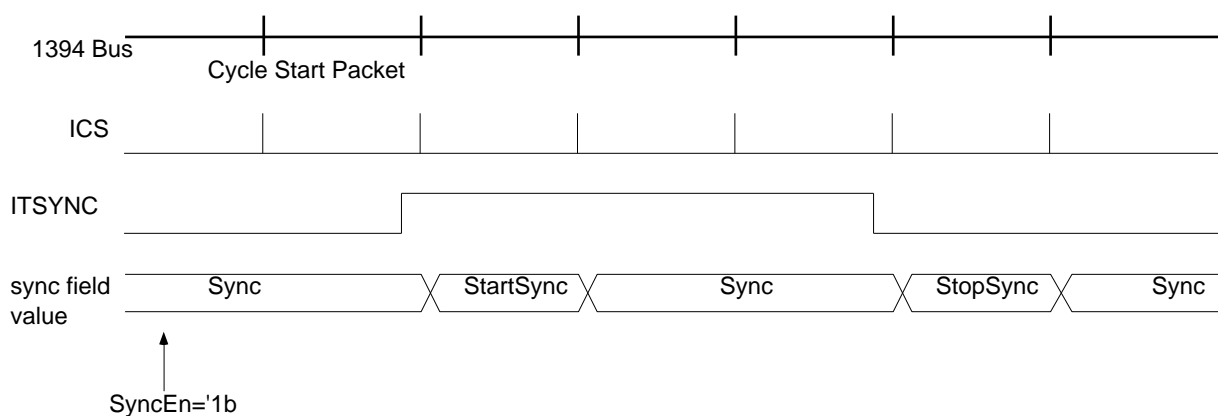 1394 Bus
Cycle Start Packet
ICS
ITSYNC
sync field
value
Sync
StartSync
Sync
StopSync
Sync
SyncEn='1b